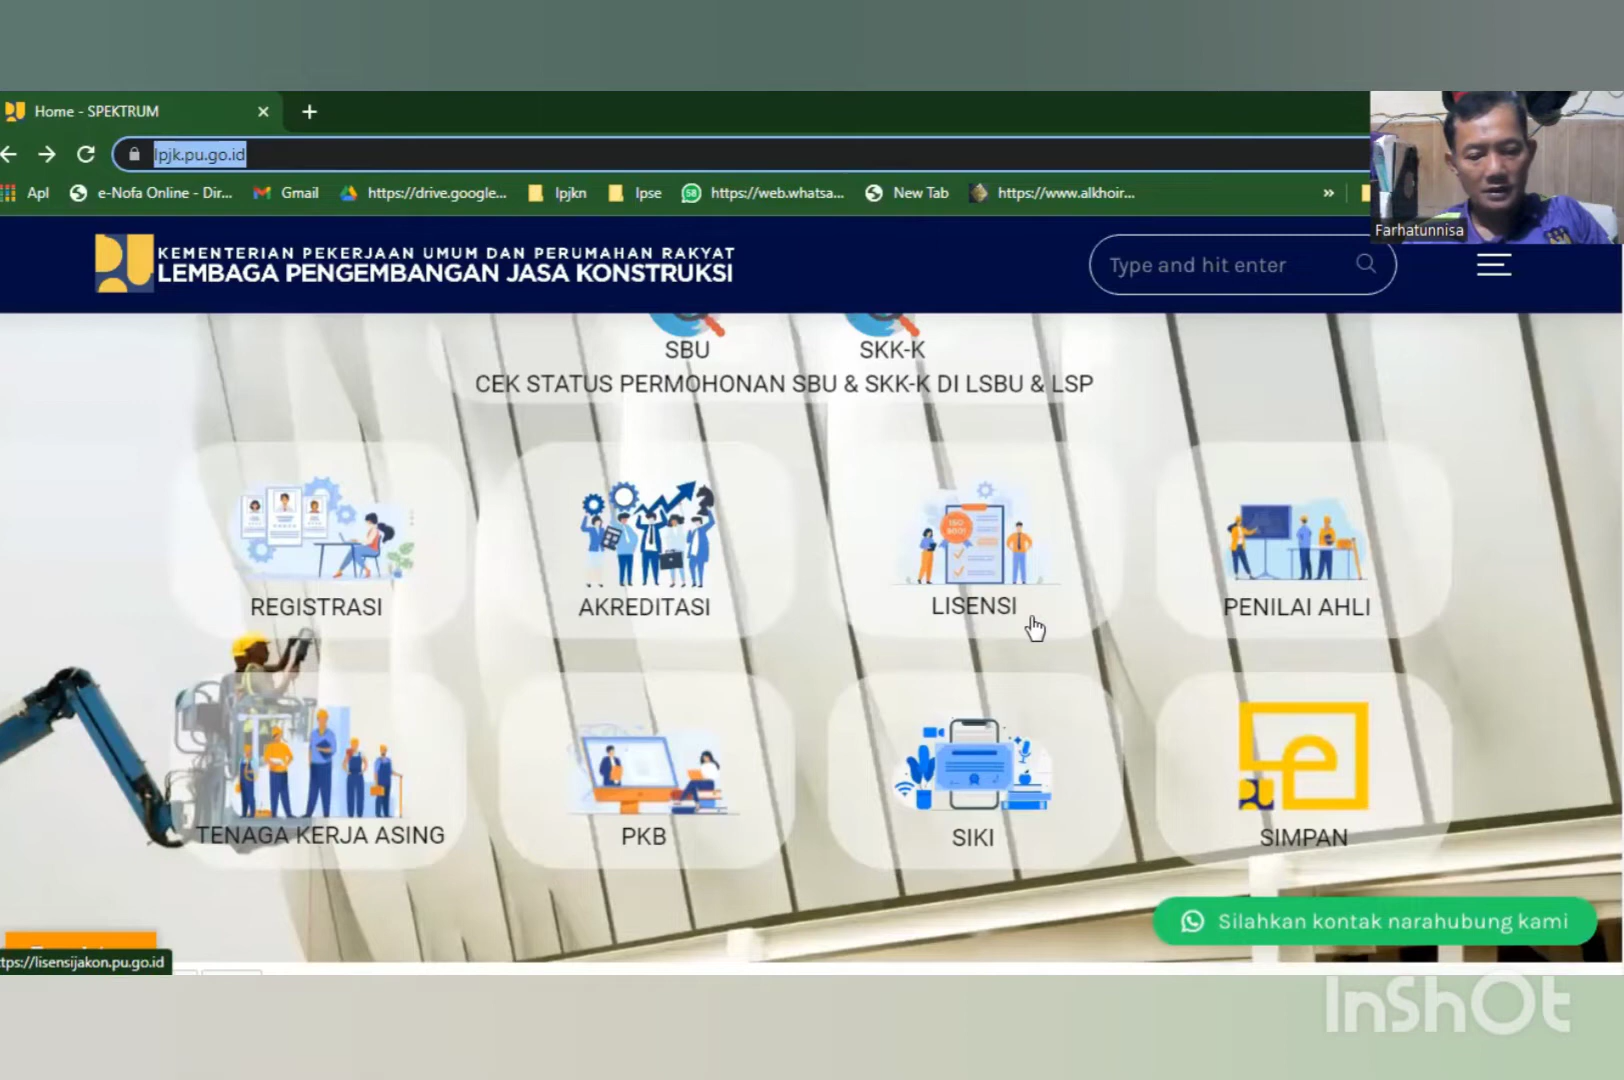 Home - SPEKTRUM
lpjk.pu.go.id
Apl
e-Nofa Online - Dir...
Gmail
https://drive.google...
lpjkn
lpse
https://web.whatsa...
New Tab
https://www.alkhoir...
»
Farhatunnisa
KEMENTERIAN PEKERJAAN UMUM DAN PERUMAHAN RAKYAT
LEMBAGA PENGEMBANGAN JASA KONSTRUKSI
Type and hit enter
SBU
SKK-K
CEK STATUS PERMOHONAN SBU & SKK-K DI LSBU & LSP
ISO
9001
REGISTRASI
AKREDITASI
LISENSI
PENILAI AHLI
TENAGA KERJA ASING
PKB
SIKI
SIMPAN
Silahkan kontak narahubung kami
tps://lisensijakon.pu.go.id
InShOt